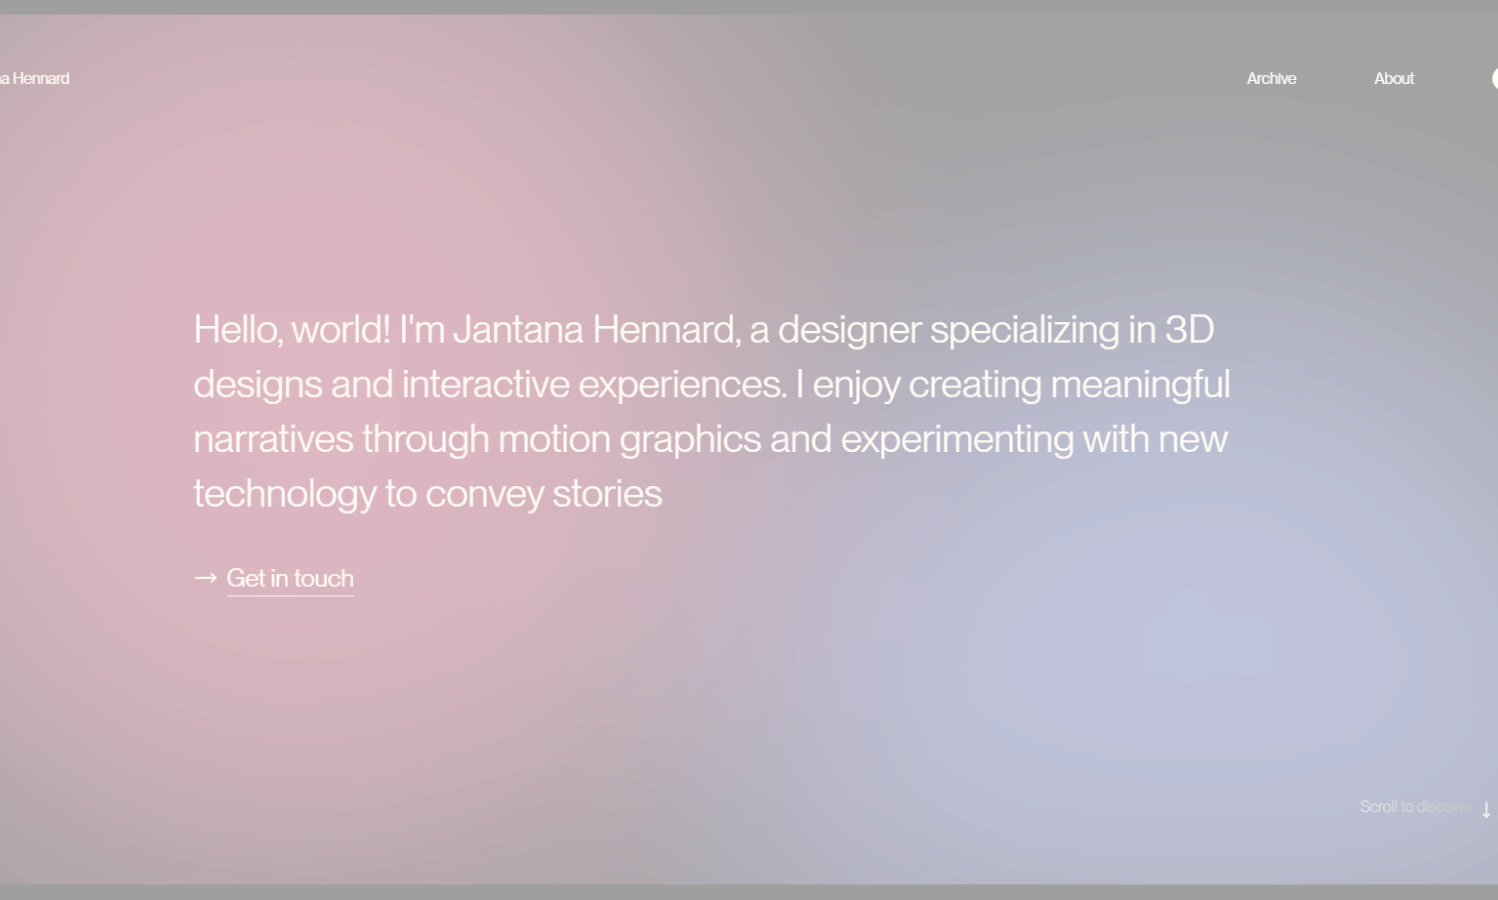 Hennard
Archive
About
Hello, world! I'm Jantana Hennard, a designer specializing in 3D
designs and interactive experiences. I enjoy creating meaningful
narratives through motion graphics and experimenting with new
technology to convey stories
→ Get in touch
Scroll to discover ↓